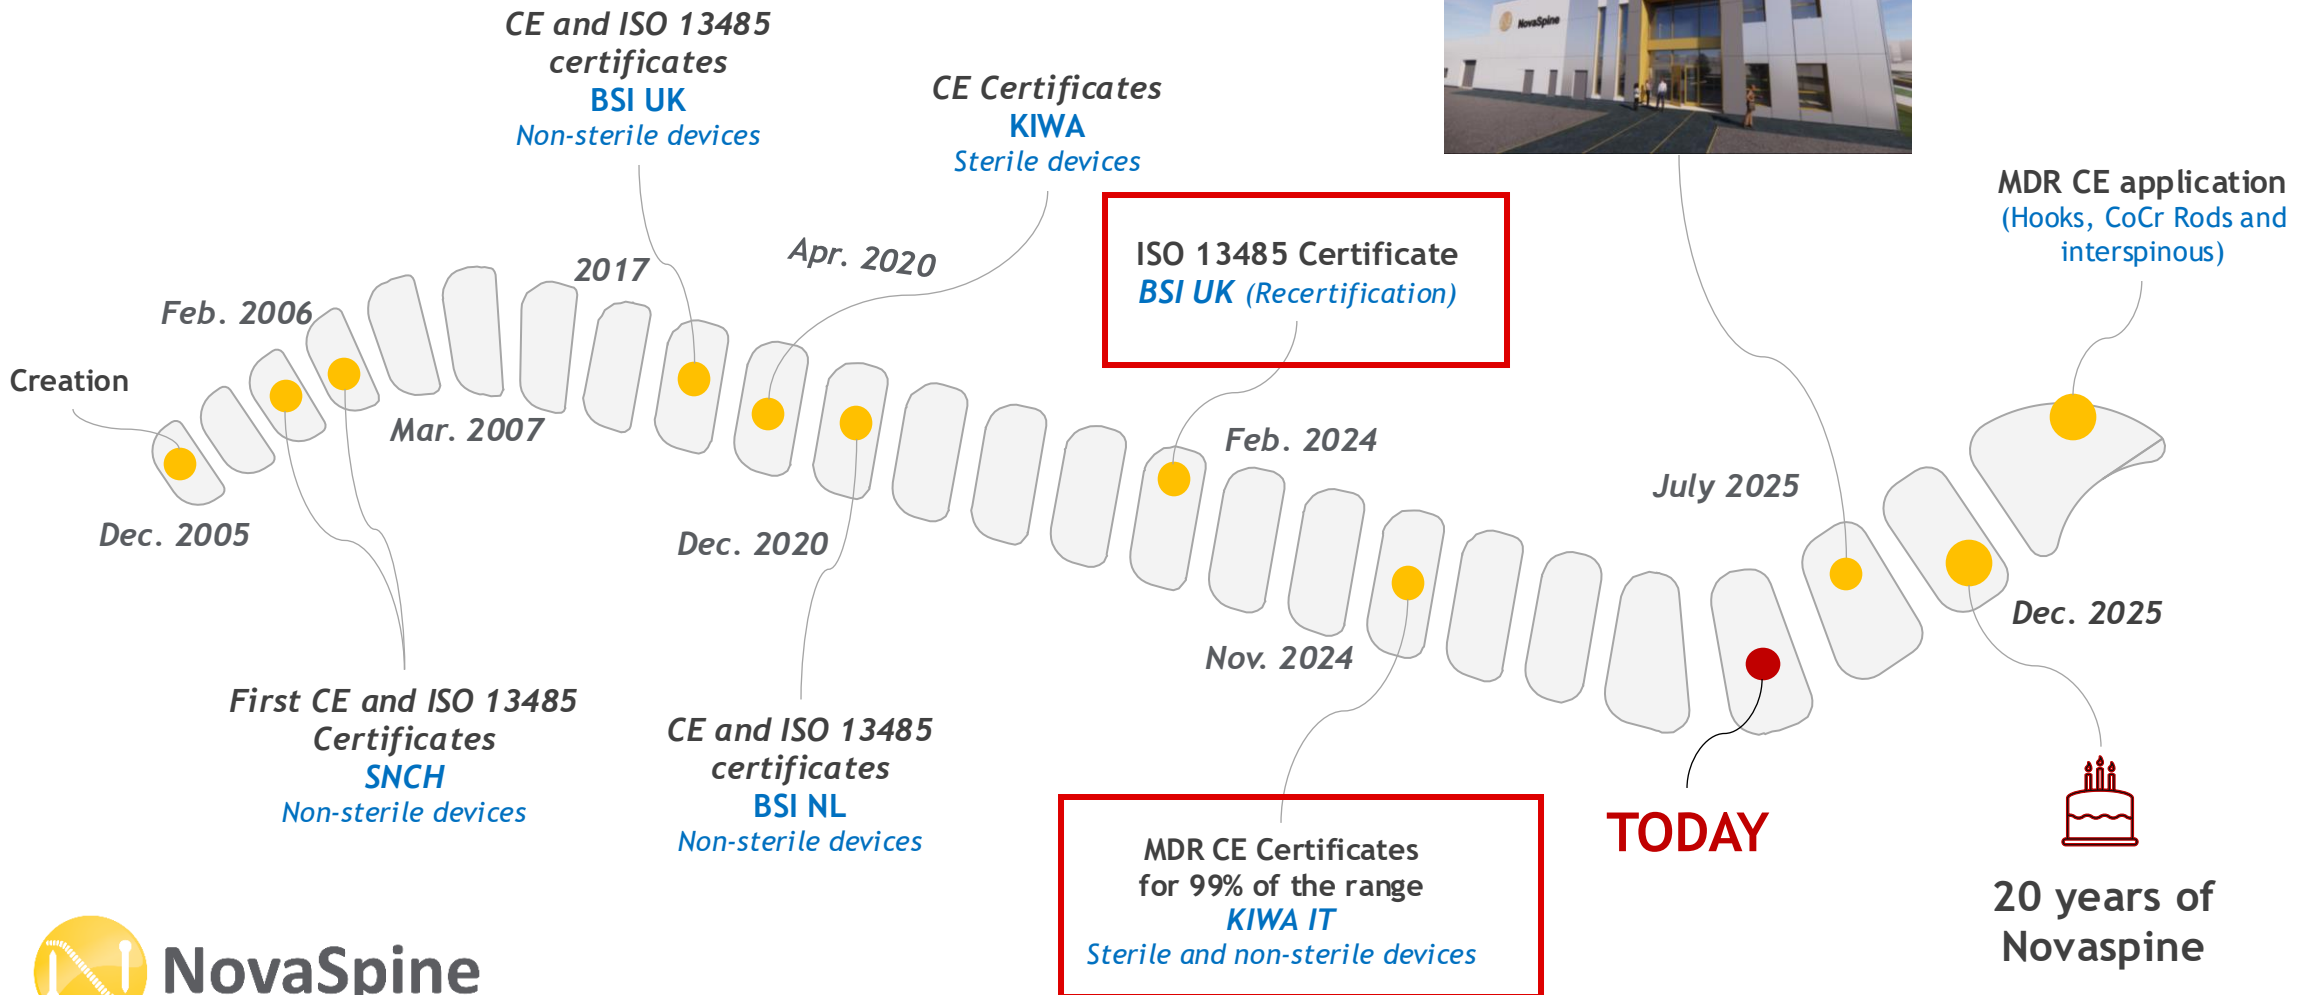 CE and ISO 13485
certificates
BSI UK
Non-sterile devices
CE Certificates
KIWA
Sterile devices
NovaSpine
MDR CE application
(Hooks, CoCr Rods and
interspinous)
ISO 13485 Certificate
BSI UK (Recertification)
2017
Apr. 2020
Feb. 2006
Creation
Mar. 2007
Feb. 2024
July 2025
Dec. 2005
Dec. 2020
Nov. 2024
Dec. 2025
First CE and ISO 13485
Certificates
SNCH
Non-sterile devices
CE and ISO 13485
certificates
BSI NL
Non-sterile devices
MDR CE Certificates
for 99% of the range
KIWA IT
Sterile and non-sterile devices
TODAY
20 years of
Novaspine
NovaSpine